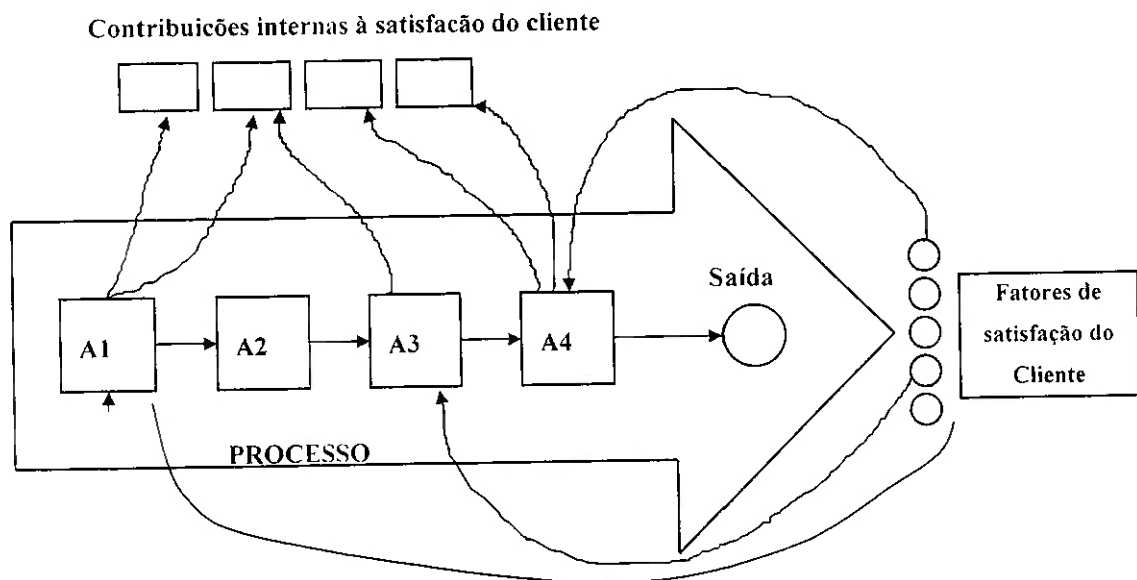 Contribuicões internas à satisfacão do cliente
Saída
A1
A2
A3
A4
PROCESSO
Fatores de
satisfação do
Cliente